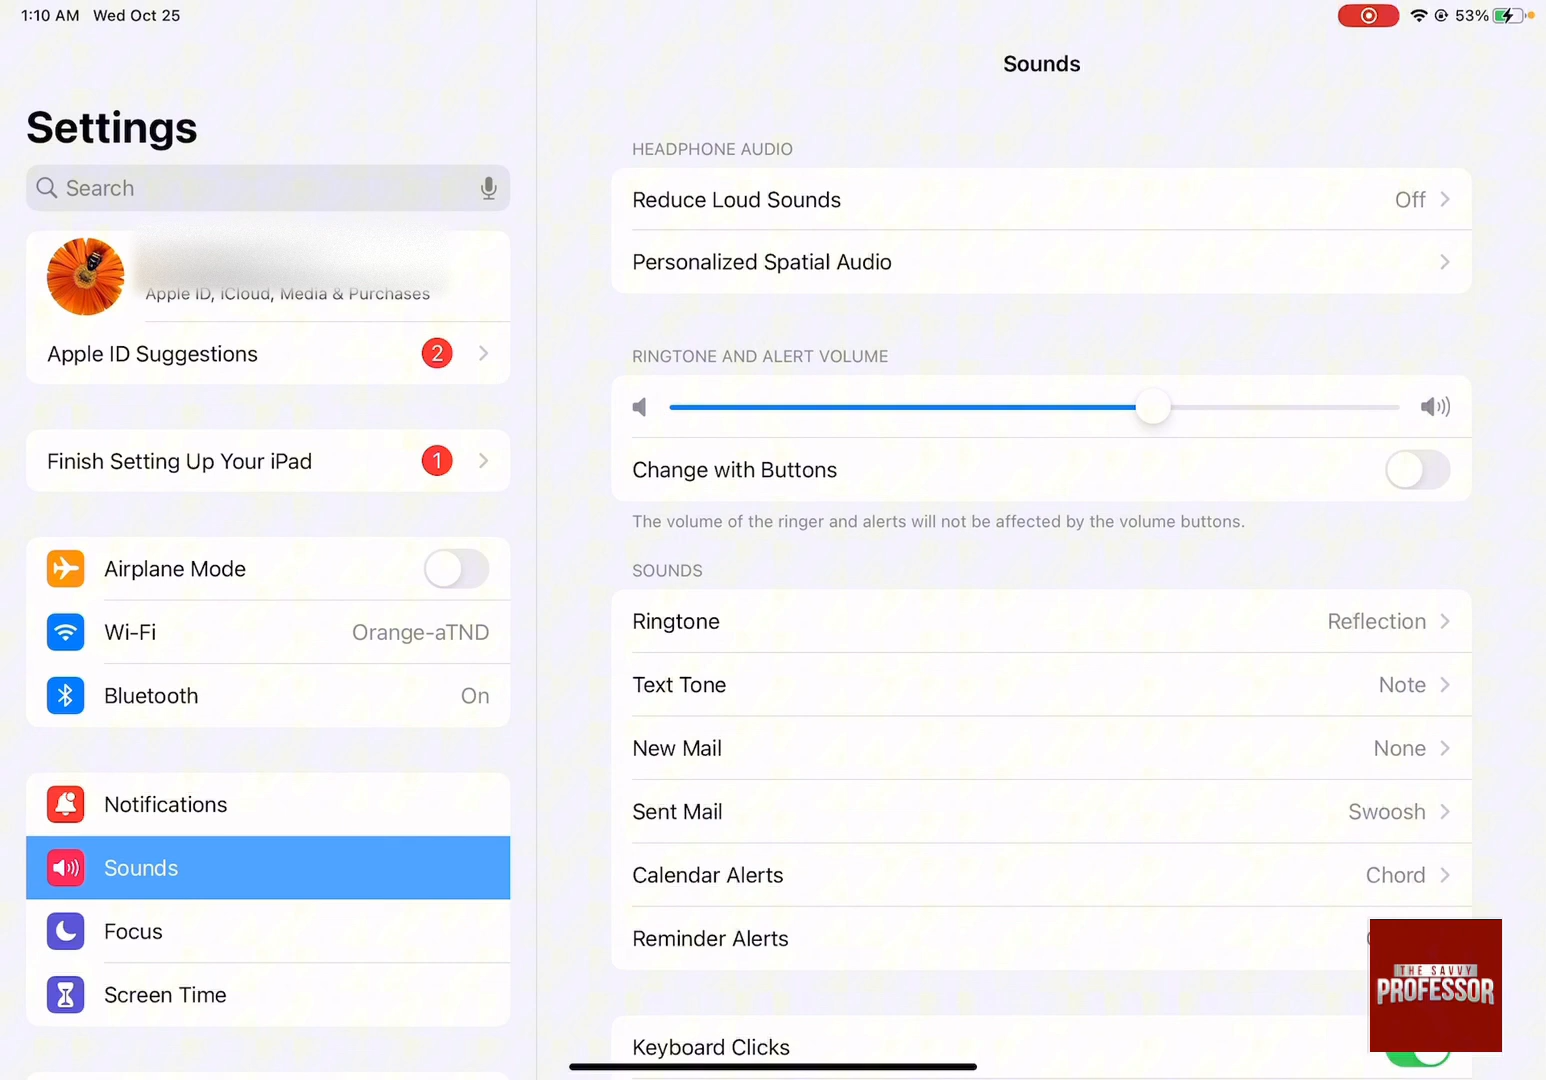 1:10 AM Wed Oct 25
53%
Settings
Search
Apple ID, iCloud, Media & Purchases
Apple ID Suggestions
2
Finish Setting Up Your iPad
1
Airplane Mode
Wi-Fi
Orange-aTND
Bluetooth
On
Notifications
Sounds
Focus
Screen Time
Sounds
HEADPHONE AUDIO
Reduce Loud Sounds
Off
Personalized Spatial Audio
RINGTONE AND ALERT VOLUME
Change with Buttons
The volume of the ringer and alerts will not be affected by the volume buttons.
SOUNDS
Ringtone
Reflection
Text Tone
Note
New Mail
None
Sent Mail
Swoosh
Calendar Alerts
Chord
Reminder Alerts
Keyboard Clicks
THE SAVVY
PROFESSOR